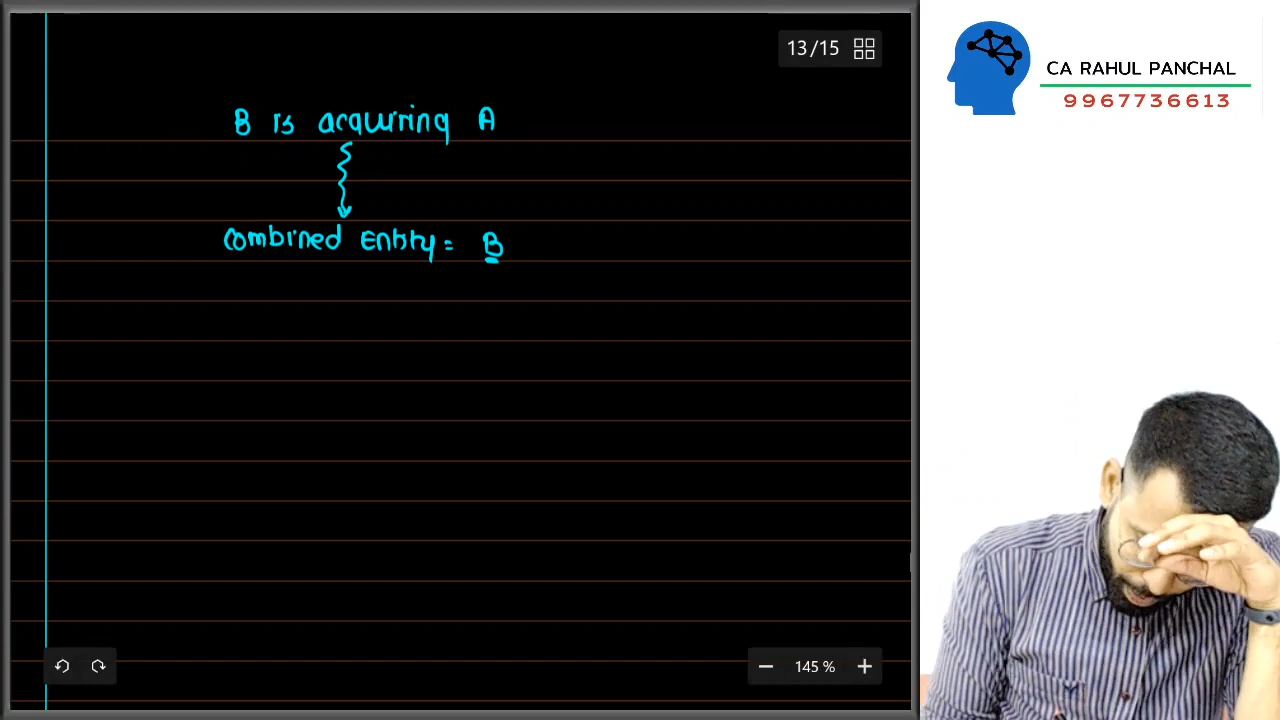 13/15
CA RAHUL PANCHAL
9967736613
B is acquiring A
Combined Entity = B
145 %